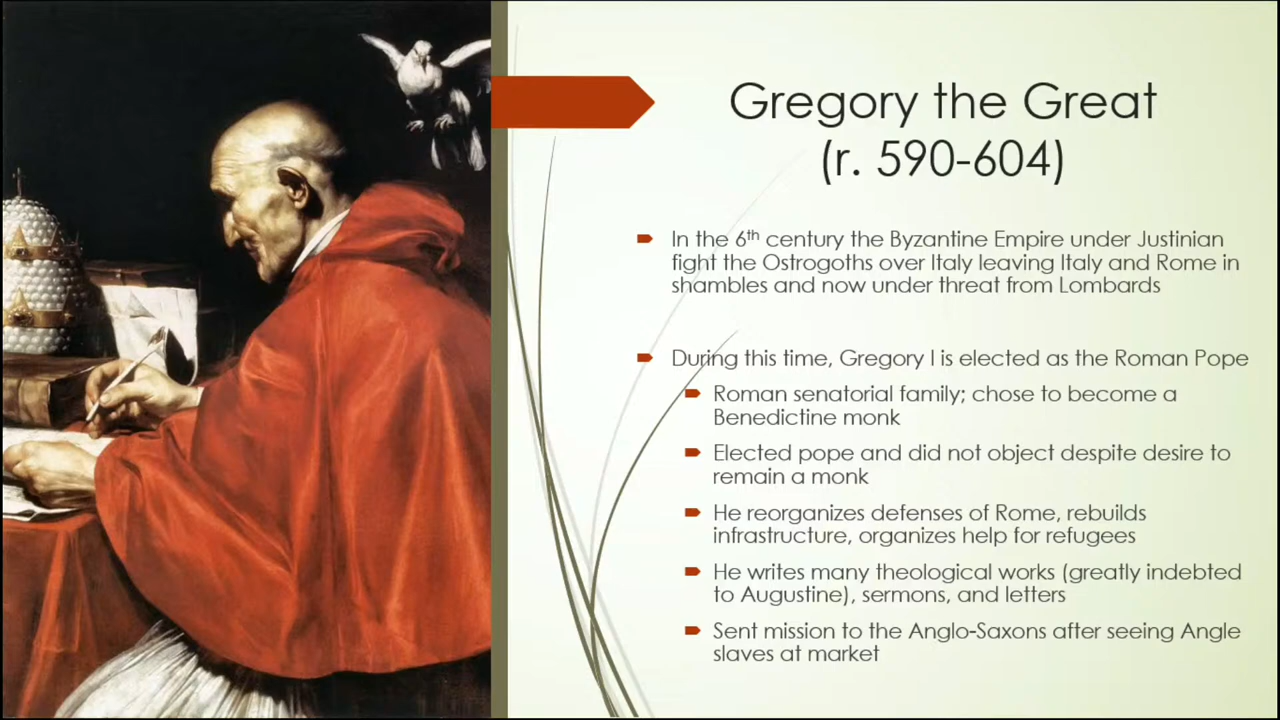 Gregory the Great
(r. 590-604)
In the 6th century the Byzantine Empire under Justinian
fight the Ostrogoths over Italy leaving Italy and Rome in
shambles and now under threat from Lombards
During this time, Gregory I is elected as the Roman Pope
Roman senatorial family; chose to become a
Benedictine monk
Elected pope and did not object despite desire to
remain a monk
He reorganizes defenses of Rome, rebuilds
infrastructure, organizes help for refugees
He writes many theological works (greatly indebted
to Augustine), sermons, and letters
Sent mission to the Anglo-Saxons after seeing Angle
slaves at market